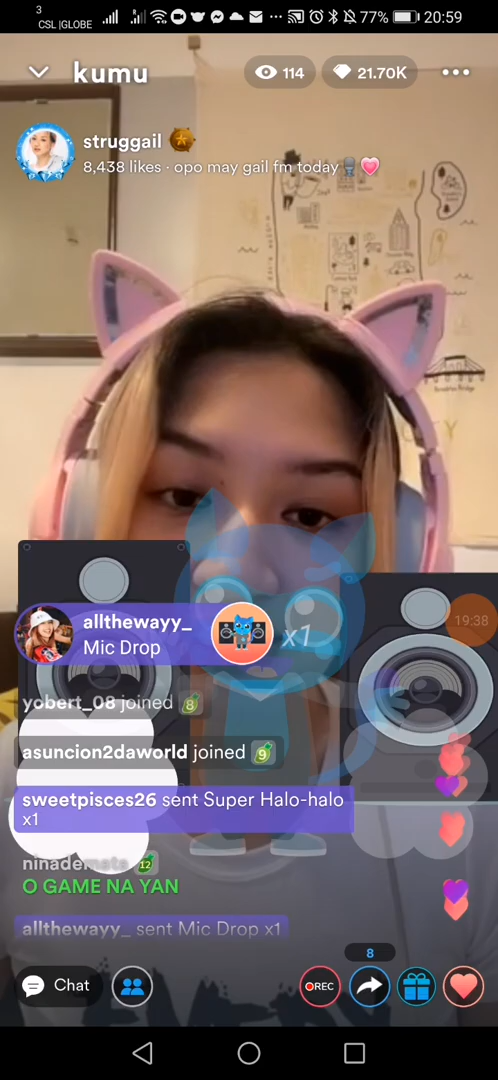 3
CSL |GLOBE
77%
20:59
kumu
114
21.70K
struggail
8,438 likes · opo may gail fm today
Brooklyn Bridge
allthewayy_
Mic Drop
x1
19:38
yobert_08 joined 8
asuncion2daworld joined 9
sweetpisces26 sent Super Halo-halo
x1
12
O GAME NA YAN
allthewayy_ sent Mic Drop x1
8
Chat
REC